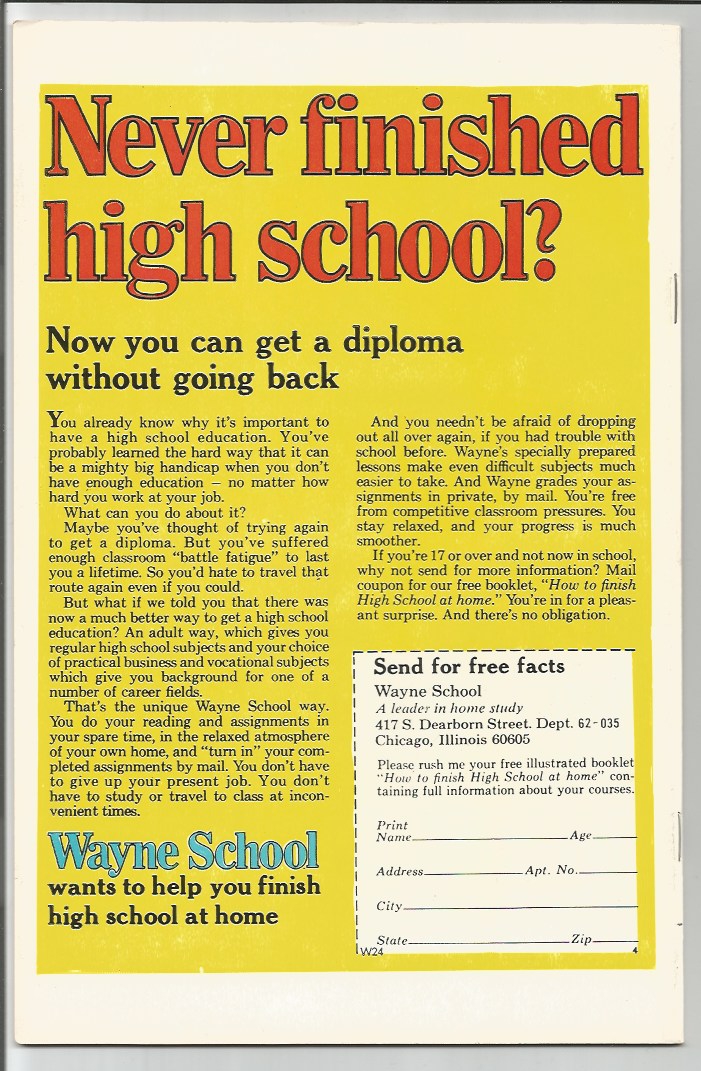 Never finished
high school?
Now you can get a diploma
without going back
You already know why it's important to
have a high school education. You've
probably learned the hard way that it can
be a mighty big handicap when you don't
have enough education – no matter how
hard you work at your job.
What can you do about it?
Maybe you've thought of trying again
to get a diploma. But you've suffered
enough classroom "battle fatigue" to last
you a lifetime. So you'd hate to travel that
route again even if you could.
But what if we told you that there was
now a much better way to get a high school
education? An adult way, which gives you
regular high school subjects and your choice
of practical business and vocational subjects
which give you background for one of a
number of career fields.
That's the unique Wayne School way.
You do your reading and assignments in
your spare time, in the relaxed atmosphere
of your own home, and "turn in" your com-
pleted assignments by mail. You don't have
to give up your present job. You don't
have to study or travel to class at incon-
venient times.
Wayne School
wants to help you finish
high school at home
And you needn't be afraid of dropping
out all over again, if you had trouble with
school before. Wayne's specially prepared
lessons make even difficult subjects much
easier to take. And Wayne grades your as-
signments in private, by mail. You're free
from competitive classroom pressures. You
stay relaxed, and your progress is much
smoother.
If you're 17 or over and not now in school,
why not send for more information? Mail
coupon for our free booklet, "How to finish
High School at home." You're in for a pleas-
ant surprise. And there's no obligation.
Send for free facts
Wayne School
A leader in home study
417 S. Dearborn Street. Dept. 62-035
Chicago, Illinois 60605
Please rush me your free illustrated booklet
"How to finish High School at home" con-
taining full information about your courses.
Print
Name Age
Address Apt. No.
City
State Zip
W24 4